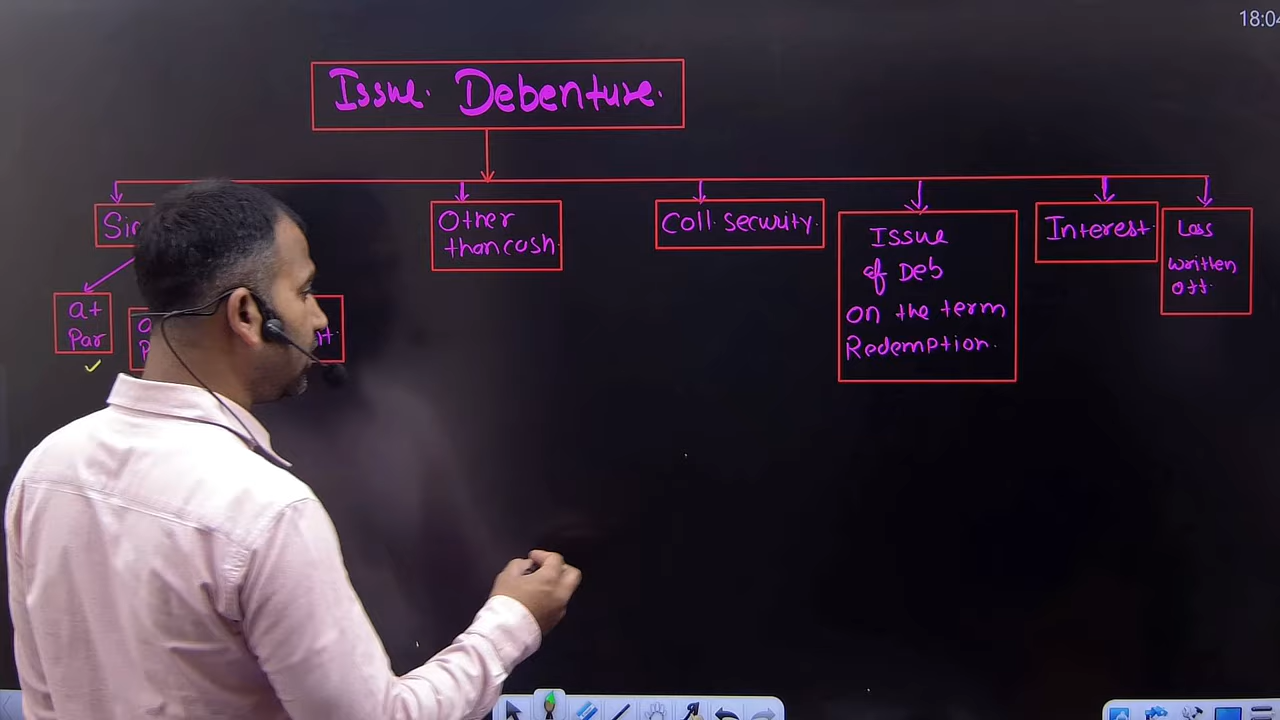 18:04
Issue Debenture.
Other
than cash
Coll. Security.
Issue
of Deb
on the term
Redemption.
Interest.
Loss
written
off.
at
Par